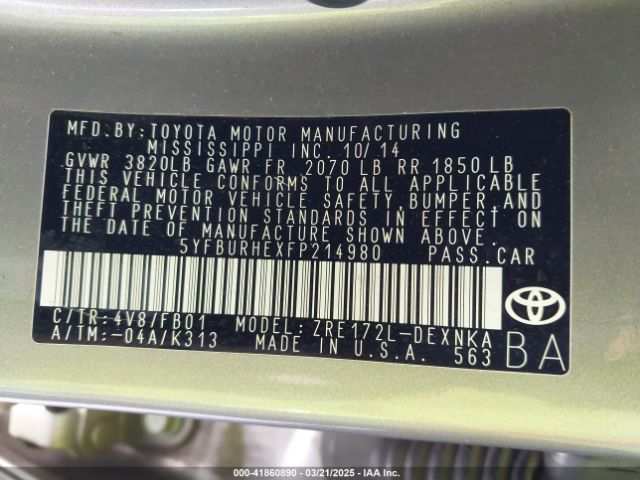 MFD.BY:TOYOTA MOTOR MANUFACTURING
MISSISSIPPI INC. 10/14
GVWR 3820LB GAWR FR 2070 LB RR 1850 LB
THIS VEHICLE CONFORMS TO ALL APPLICABLE
FEDERAL MOTOR VEHICLE SAFETY,BUMPER,AND
THEFT PREVENTION STANDARDS IN EFFECT ON
THE DATE OF MANUFACTURE SHOWN ABOVE.
5YFBURHEXFP214980 PASS.CAR
C/TR:4V8/FB01 MODEL: ZRE172L-DEXNKA
A/TM:-04A/K313 MADE IN U.S.A. 563
BA
240-41860890 - 03/21/2025 - IAA Inc.